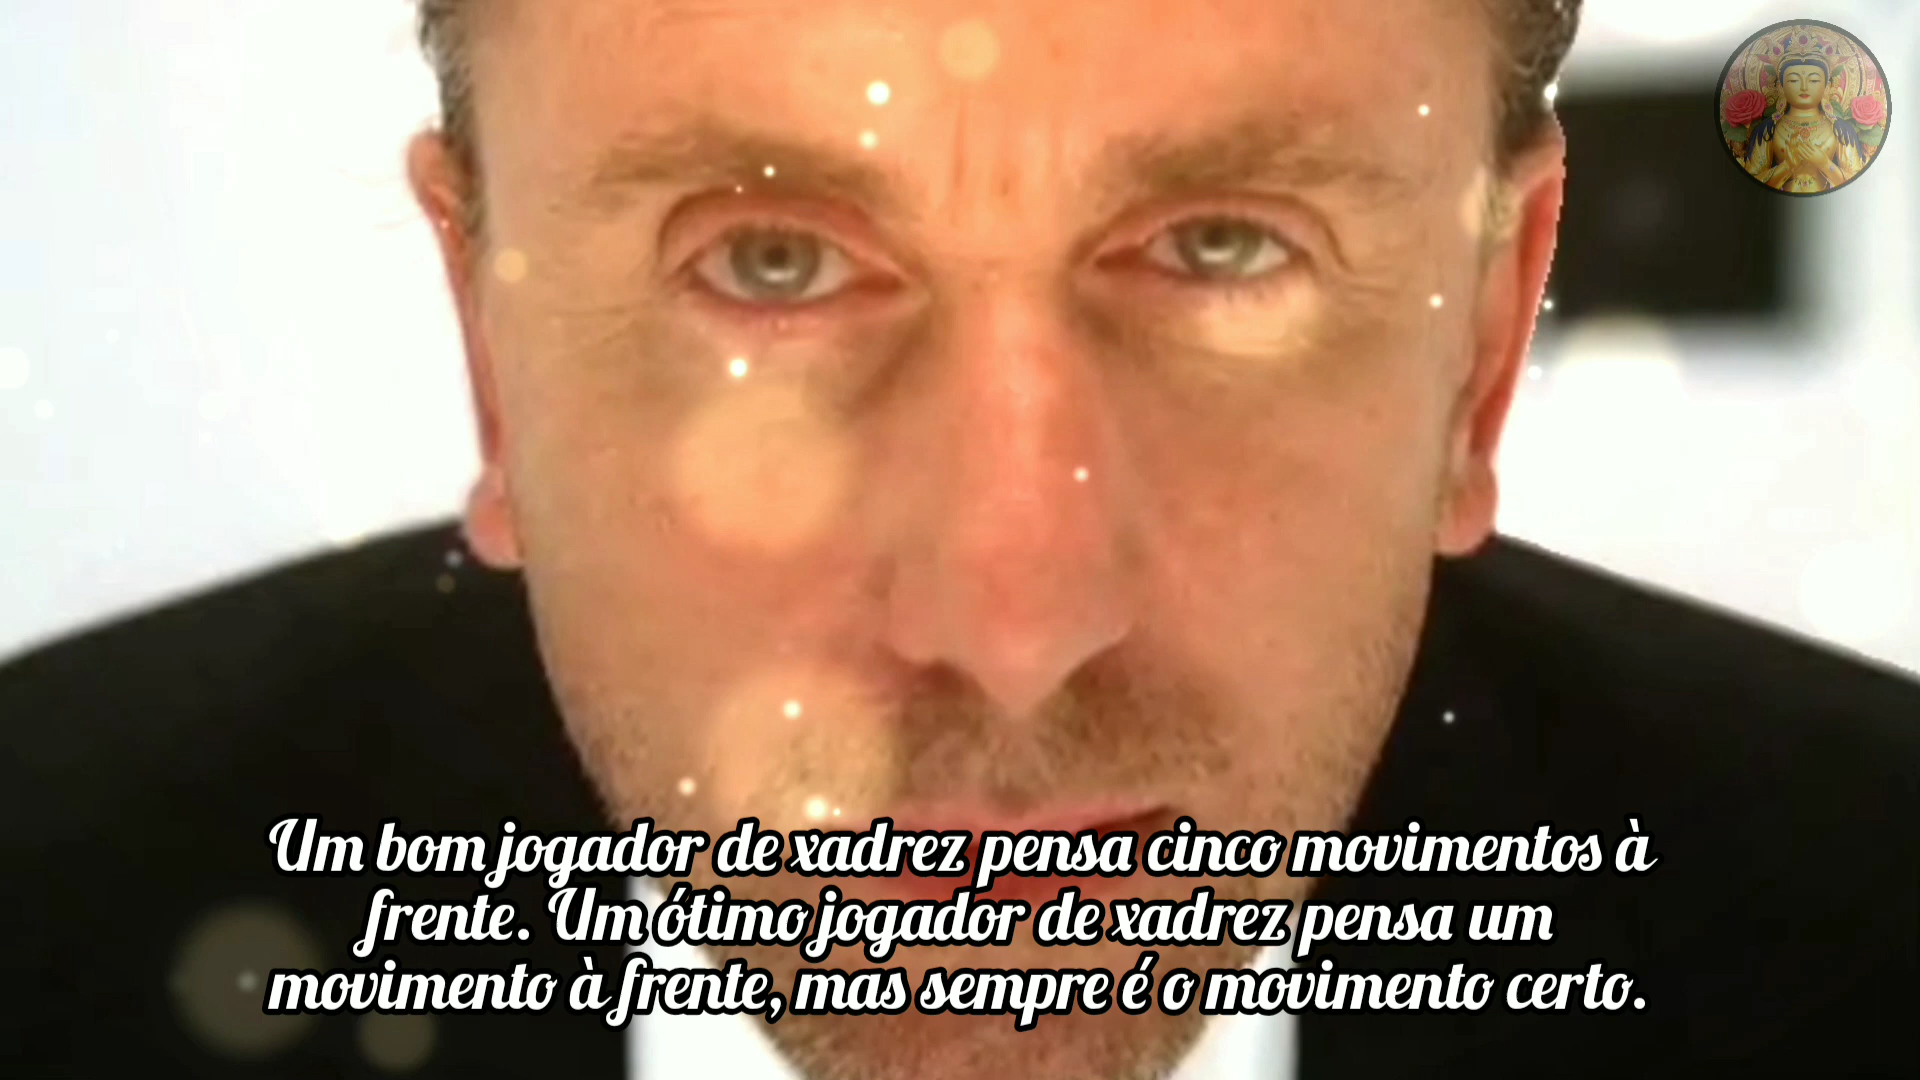 Um bom jogador de xadrez pensa cinco movimentos à
frente. Um ótimo jogador de xadrez pensa um
movimento à frente, mas sempre é o movimento certo.